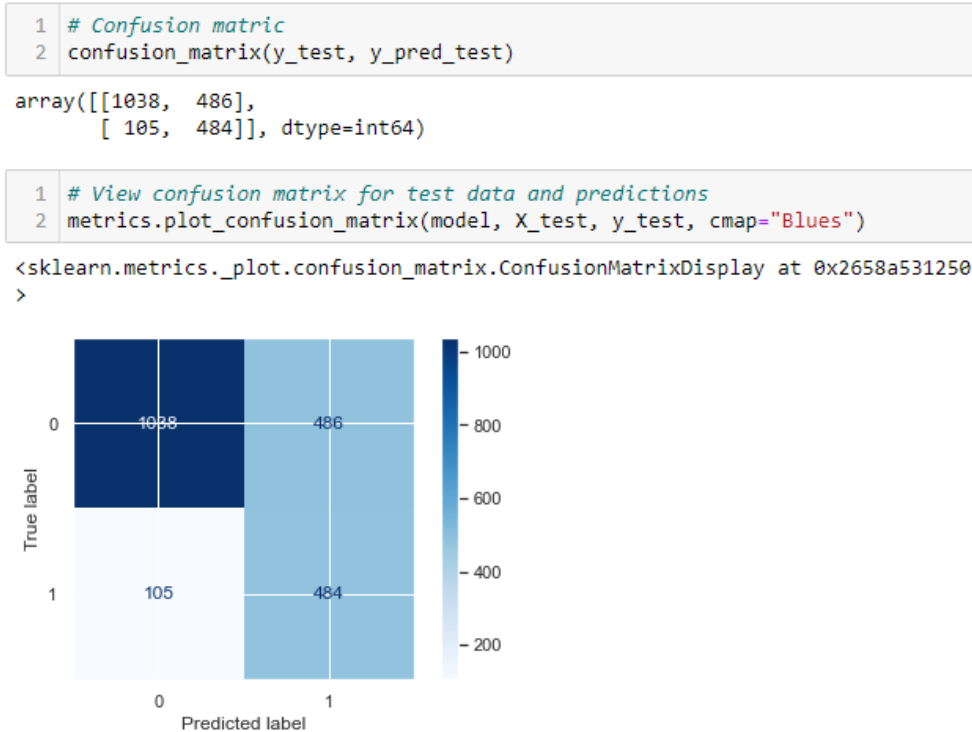 1 # Confusion matric
2 confusion_matrix(y_test, y_pred_test)
array([[1038,  486],
       [ 105,  484]], dtype=int64)
1 # View confusion matrix for test data and predictions
2 metrics.plot_confusion_matrix(model, X_test, y_test, cmap="Blues")
<sklearn.metrics._plot.confusion_matrix.ConfusionMatrixDisplay at 0x2658a531250
>
1000
0 1038 486
800
True label
600
400
1 105 484
200
0 1
Predicted label